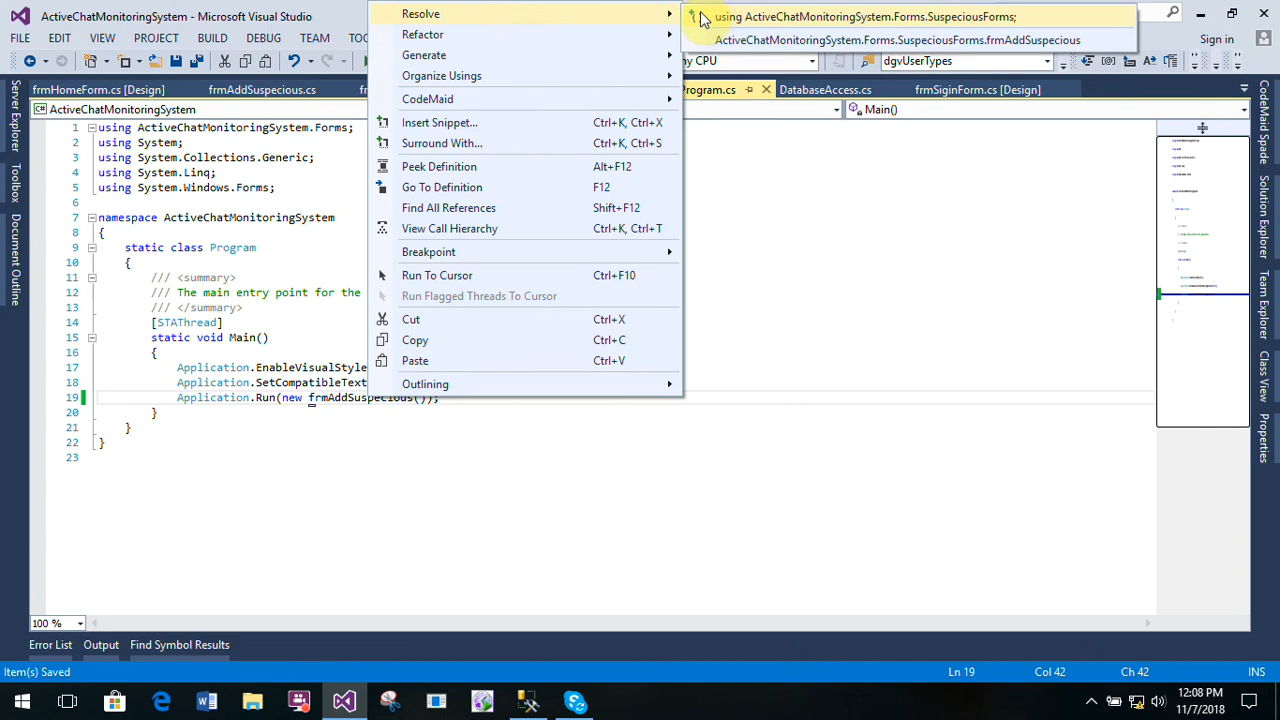 ActiveChatMonitoringSystem - Microsoft Visual Studio
FILE EDIT VIEW PROJECT BUILD DEBUG TEAM TOO
Sign in
Resolve
using ActiveChatMonitoringSystem.Forms.SuspeciousForms;
ActiveChatMonitoringSystem.Forms.SuspeciousForms.frmAddSuspecious
Refactor
Generate
Organize Usings
CodeMaid
Insert Snippet... Ctrl+K, Ctrl+X
Surround With... Ctrl+K, Ctrl+S
Peek Definition Alt+F12
Go To Definition F12
Find All References Shift+F12
View Call Hierarchy Ctrl+K, Ctrl+T
Breakpoint
Run To Cursor Ctrl+F10
Run Flagged Threads To Cursor
Cut Ctrl+X
Copy Ctrl+C
Paste Ctrl+V
Outlining
ny CPU
dgvUserTypes
frmHomeForm.cs [Design] frmAddSuspecious.cs Program.cs DatabaseAccess.cs frmSiginForm.cs [Design]
ActiveChatMonitoringSystem Main()
1 using ActiveChatMonitoringSystem.Forms;
2 using System;
3 using System.Collections.Generic;
4 using System.Linq;
5 using System.Windows.Forms;
6
7 namespace ActiveChatMonitoringSystem
8 {
9 static class Program
10 {
11 /// <summary>
12 /// The main entry point for the
13 /// </summary>
14 [STAThread]
15 static void Main()
16 {
17 Application.EnableVisualStyle
18 Application.SetCompatibleText
19 Application.Run(new frmAddSuspecious());
20 }
21 }
22 }
23
Server Explorer
Toolbox
Document Outline
CodeMaid Spade
Solution Explorer
Team Explorer
Class View
Properties
100 %
Error List Output Find Symbol Results
Item(s) Saved Ln 19 Col 42 Ch 42 INS
12:08 PM
11/7/2018